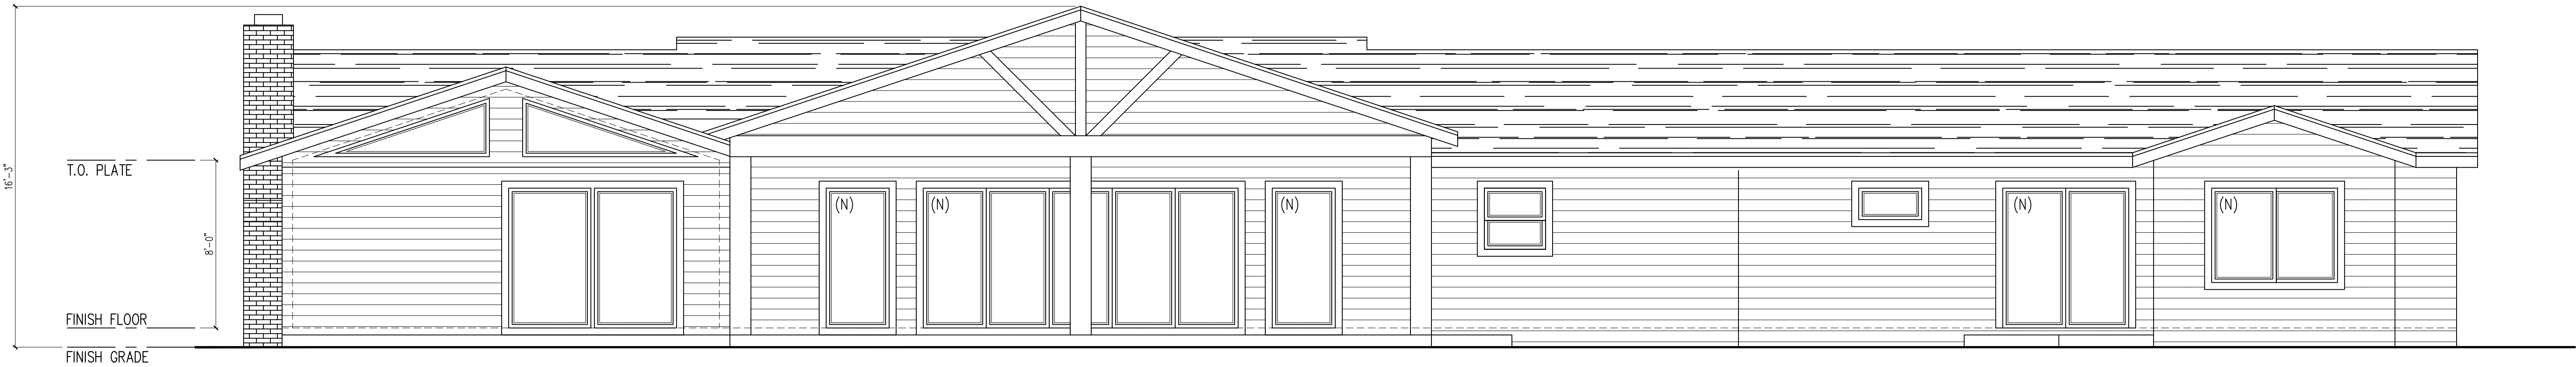 16'-3"
T.O. PLATE
8'-0"
FINISH FLOOR
FINISH GRADE
(N)
(N)
(N)
(N)
(N)